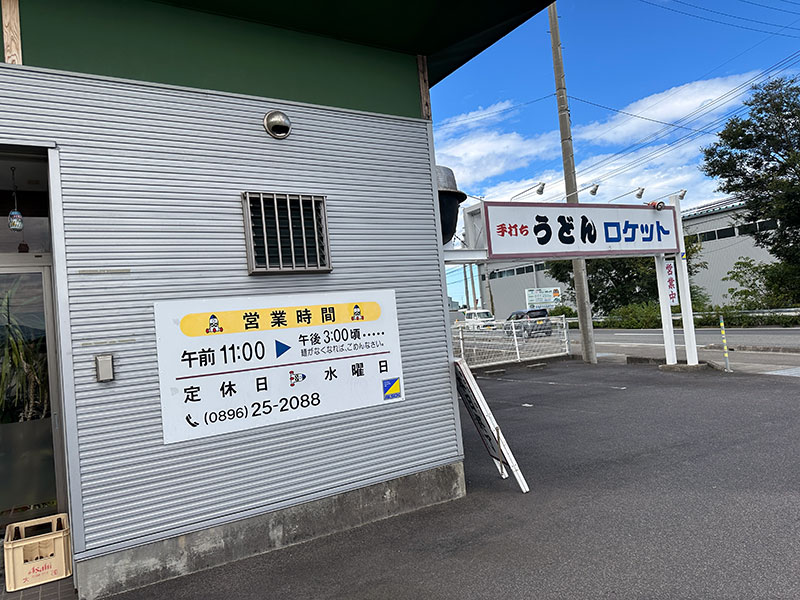 営業時間
午前11:00 ▶ 午後3:00頃.....
麺がなくなれば、ごめんなさい。
定休日 水曜日
(0896)25-2088
手打ち うどん ロケット
営業中
Asahi